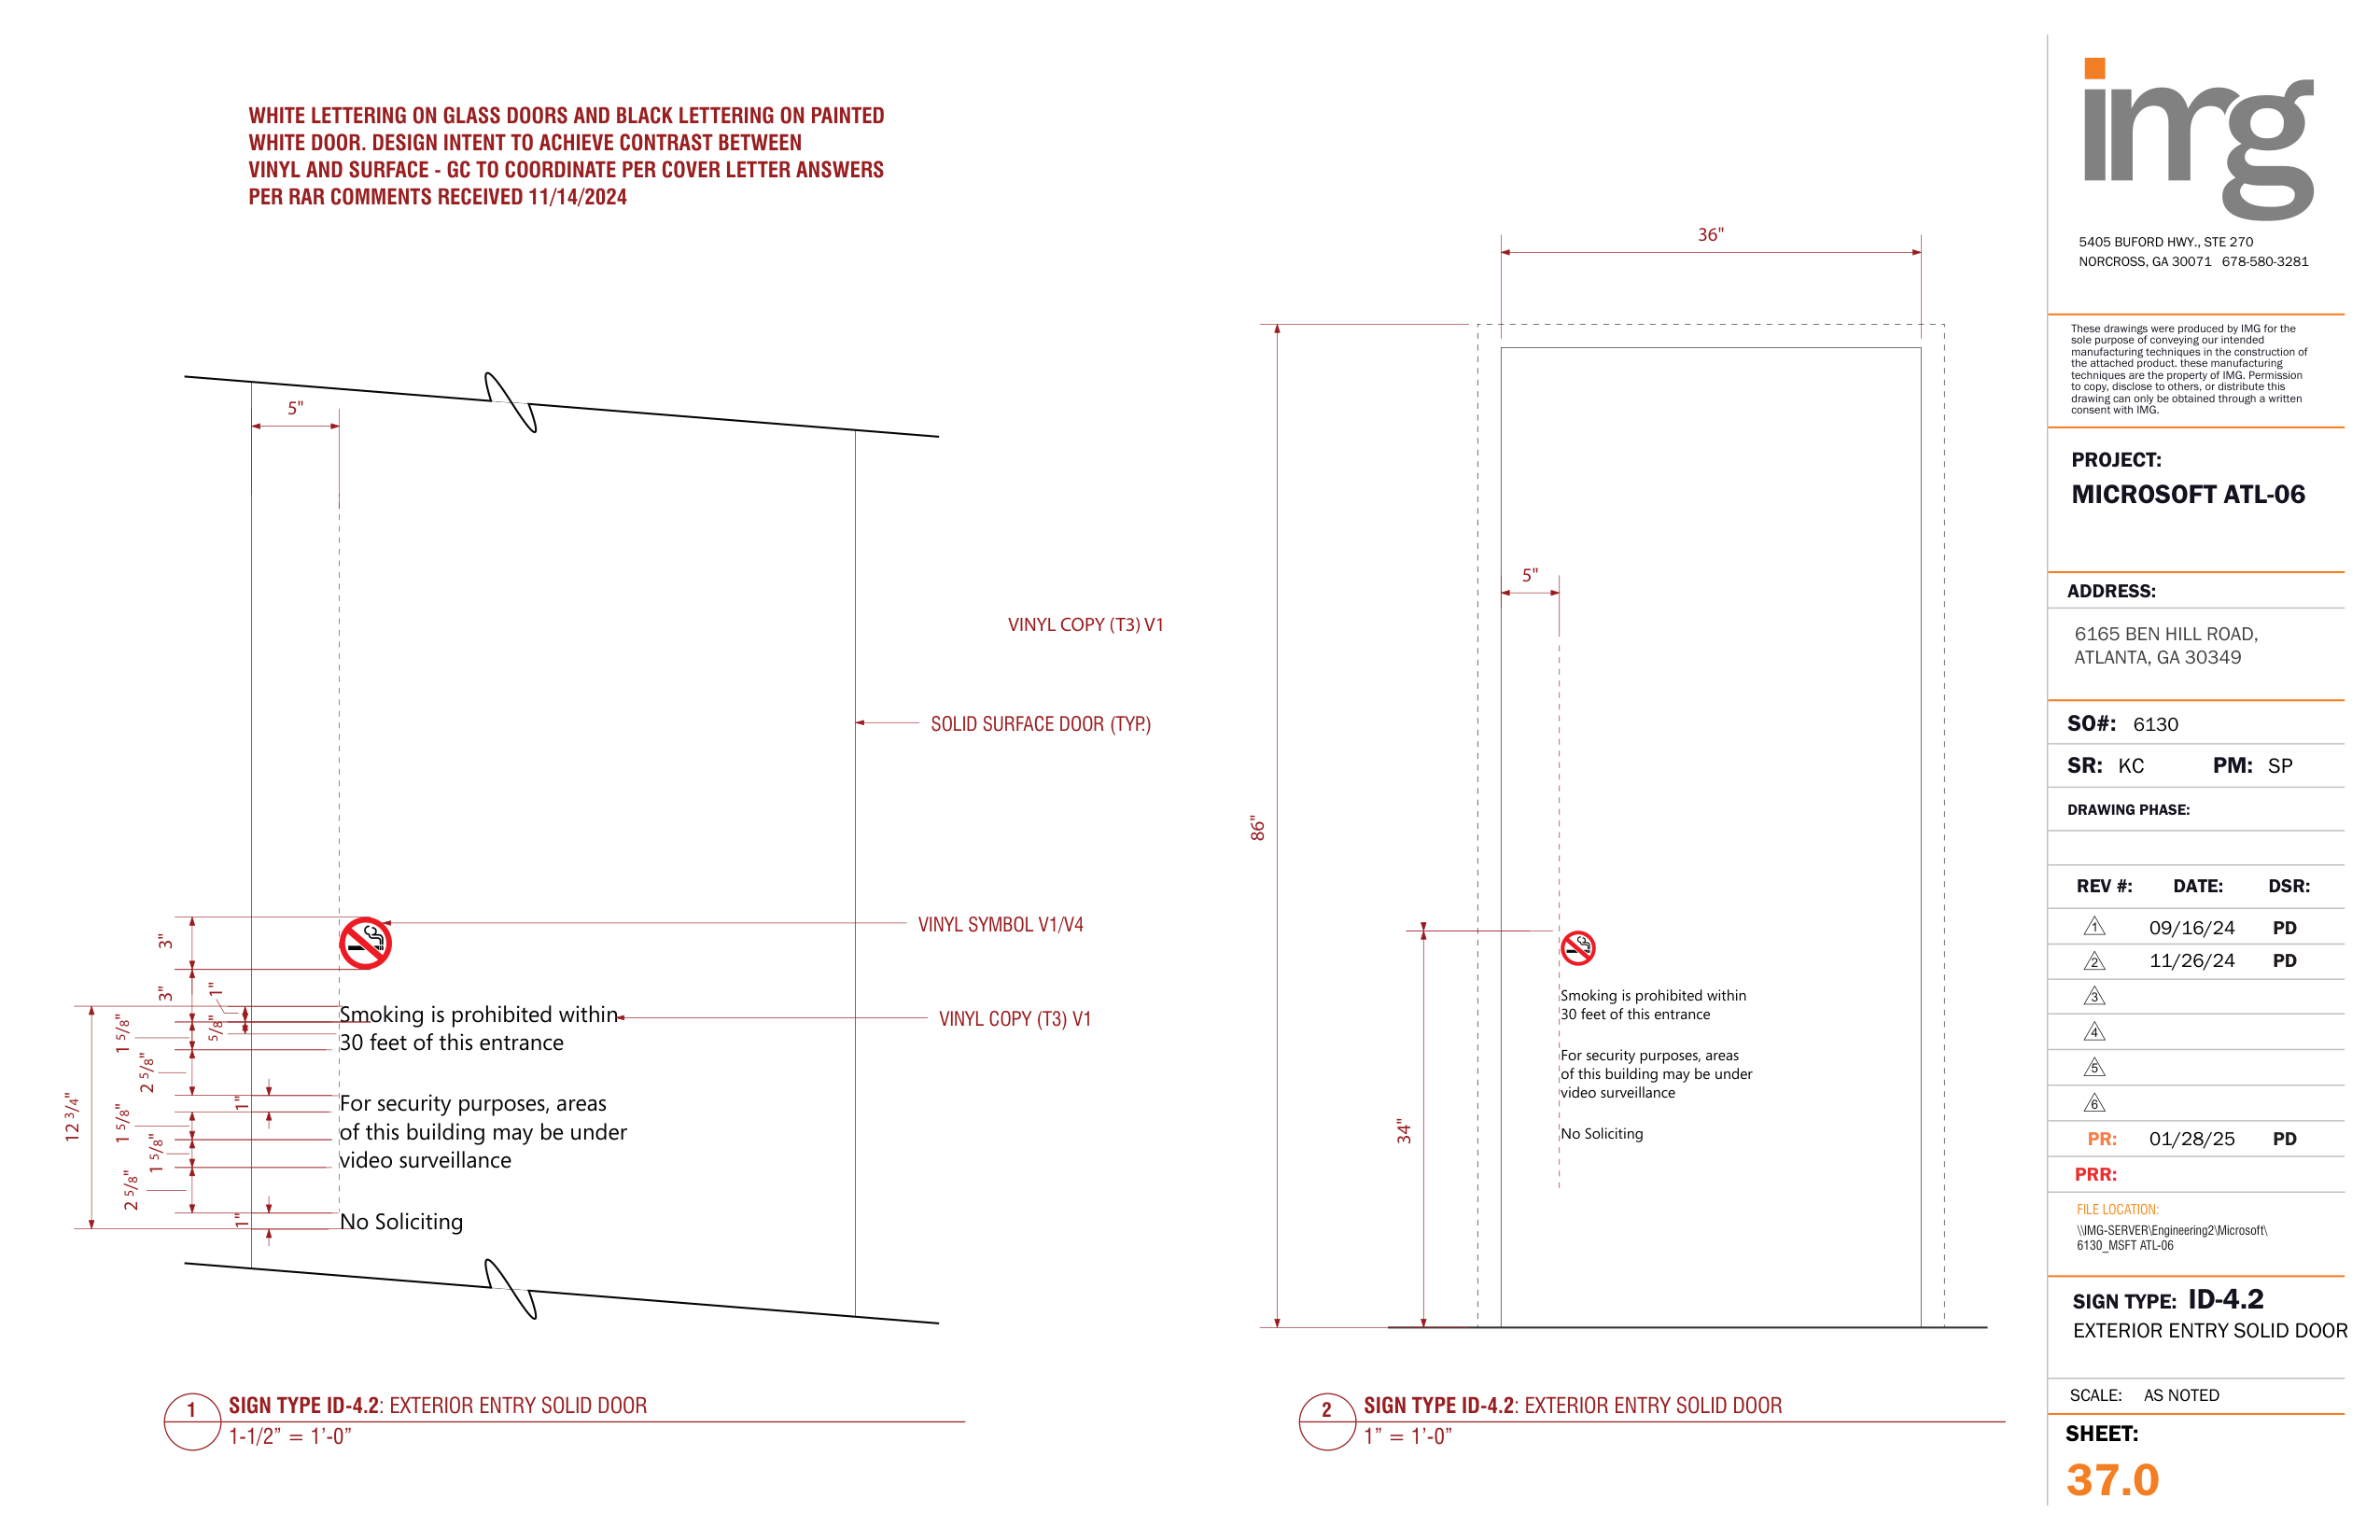 WHITE LETTERING ON GLASS DOORS AND BLACK LETTERING ON PAINTED
WHITE DOOR. DESIGN INTENT TO ACHIEVE CONTRAST BETWEEN
VINYL AND SURFACE - GC TO COORDINATE PER COVER LETTER ANSWERS
PER RAR COMMENTS RECEIVED 11/14/2024
5"
VINYL COPY (T3) V1
SOLID SURFACE DOOR (TYP.)
VINYL SYMBOL V1/V4
VINYL COPY (T3) V1
3"
3"
1"
5/8"
1 5/8"
2 5/8"
12 3/4"
1"
1 5/8"
1 5/8"
2 5/8"
1"
Smoking is prohibited within
30 feet of this entrance
For security purposes, areas
of this building may be under
video surveillance
No Soliciting
1
SIGN TYPE ID-4.2: EXTERIOR ENTRY SOLID DOOR
1-1/2” = 1’-0”
36"
5"
86"
34"
Smoking is prohibited within
30 feet of this entrance
For security purposes, areas
of this building may be under
video surveillance
No Soliciting
2
SIGN TYPE ID-4.2: EXTERIOR ENTRY SOLID DOOR
1” = 1’-0”
img
5405 BUFORD HWY., STE 270
NORCROSS, GA 30071 678-580-3281
These drawings were produced by IMG for the
sole purpose of conveying our intended
manufacturing techniques in the construction of
the attached product. these manufacturing
techniques are the property of IMG. Permission
to copy, disclose to others, or distribute this
drawing can only be obtained through a written
consent with IMG.
PROJECT:
MICROSOFT ATL-06
ADDRESS:
6165 BEN HILL ROAD,
ATLANTA, GA 30349
SO#: 6130
SR: KC PM: SP
DRAWING PHASE:
REV #: DATE: DSR:
1 09/16/24 PD
2 11/26/24 PD
3
4
5
6
PR: 01/28/25 PD
PRR:
FILE LOCATION:
\\IMG-SERVER\Engineering2\Microsoft\
6130_MSFT ATL-06
SIGN TYPE: ID-4.2
EXTERIOR ENTRY SOLID DOOR
SCALE: AS NOTED
SHEET:
37.0